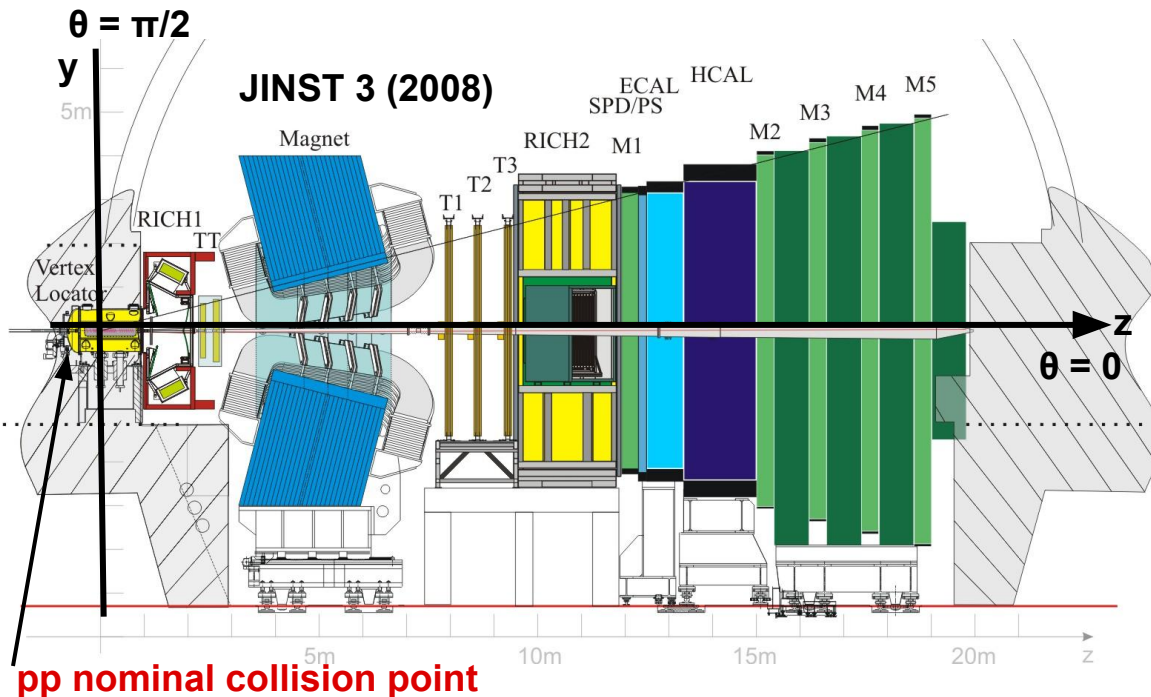 θ = π/2
y
JINST 3 (2008)
5m
Magnet
SPD/PS
ECAL
HCAL
RICH2
M1
M2
M3
M4
M5
T1
T2
T3
RICH1
TT
Vertex
Locator
z
θ = 0
5m
10m
15m
20m
z
pp nominal collision point